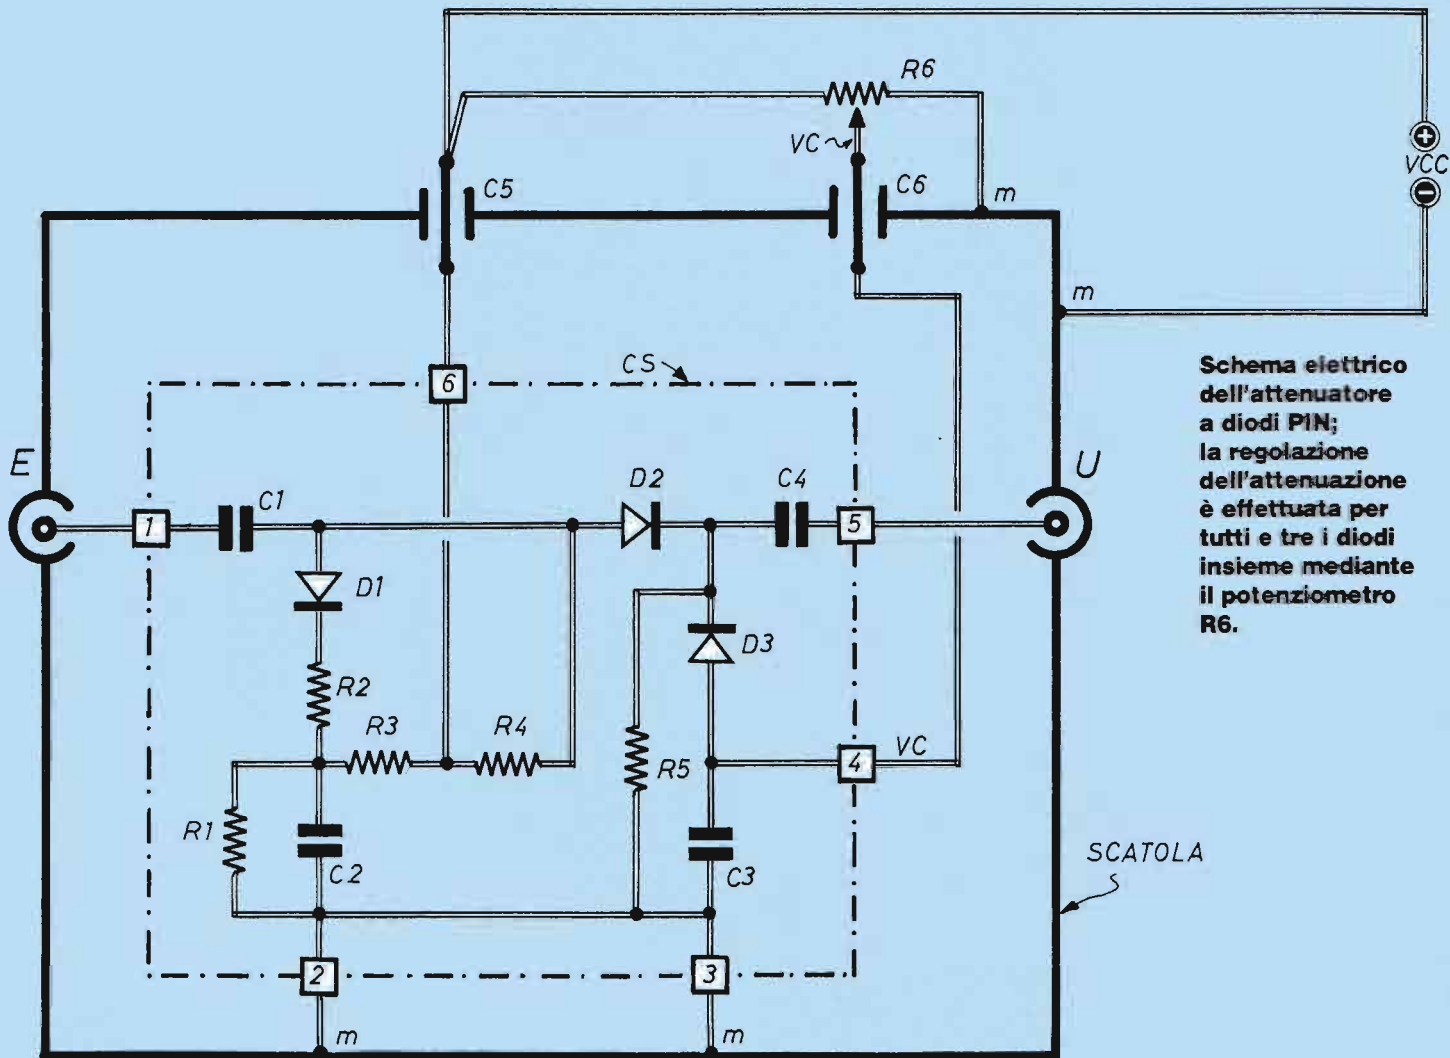 R6
VC
C5
C6
m
+
VCC
−
m
CS
6
E
U
1
C1
D2
C4
5
D1
D3
R2
R3
R4
R5
4
VC
R1
C2
C3
SCATOLA
2
3
m
m
Schema elettrico
dell'attenuatore
a diodi PIN;
la regolazione
dell'attenuazione
è effettuata per
tutti e tre i diodi
insieme mediante
il potenziometro
R6.